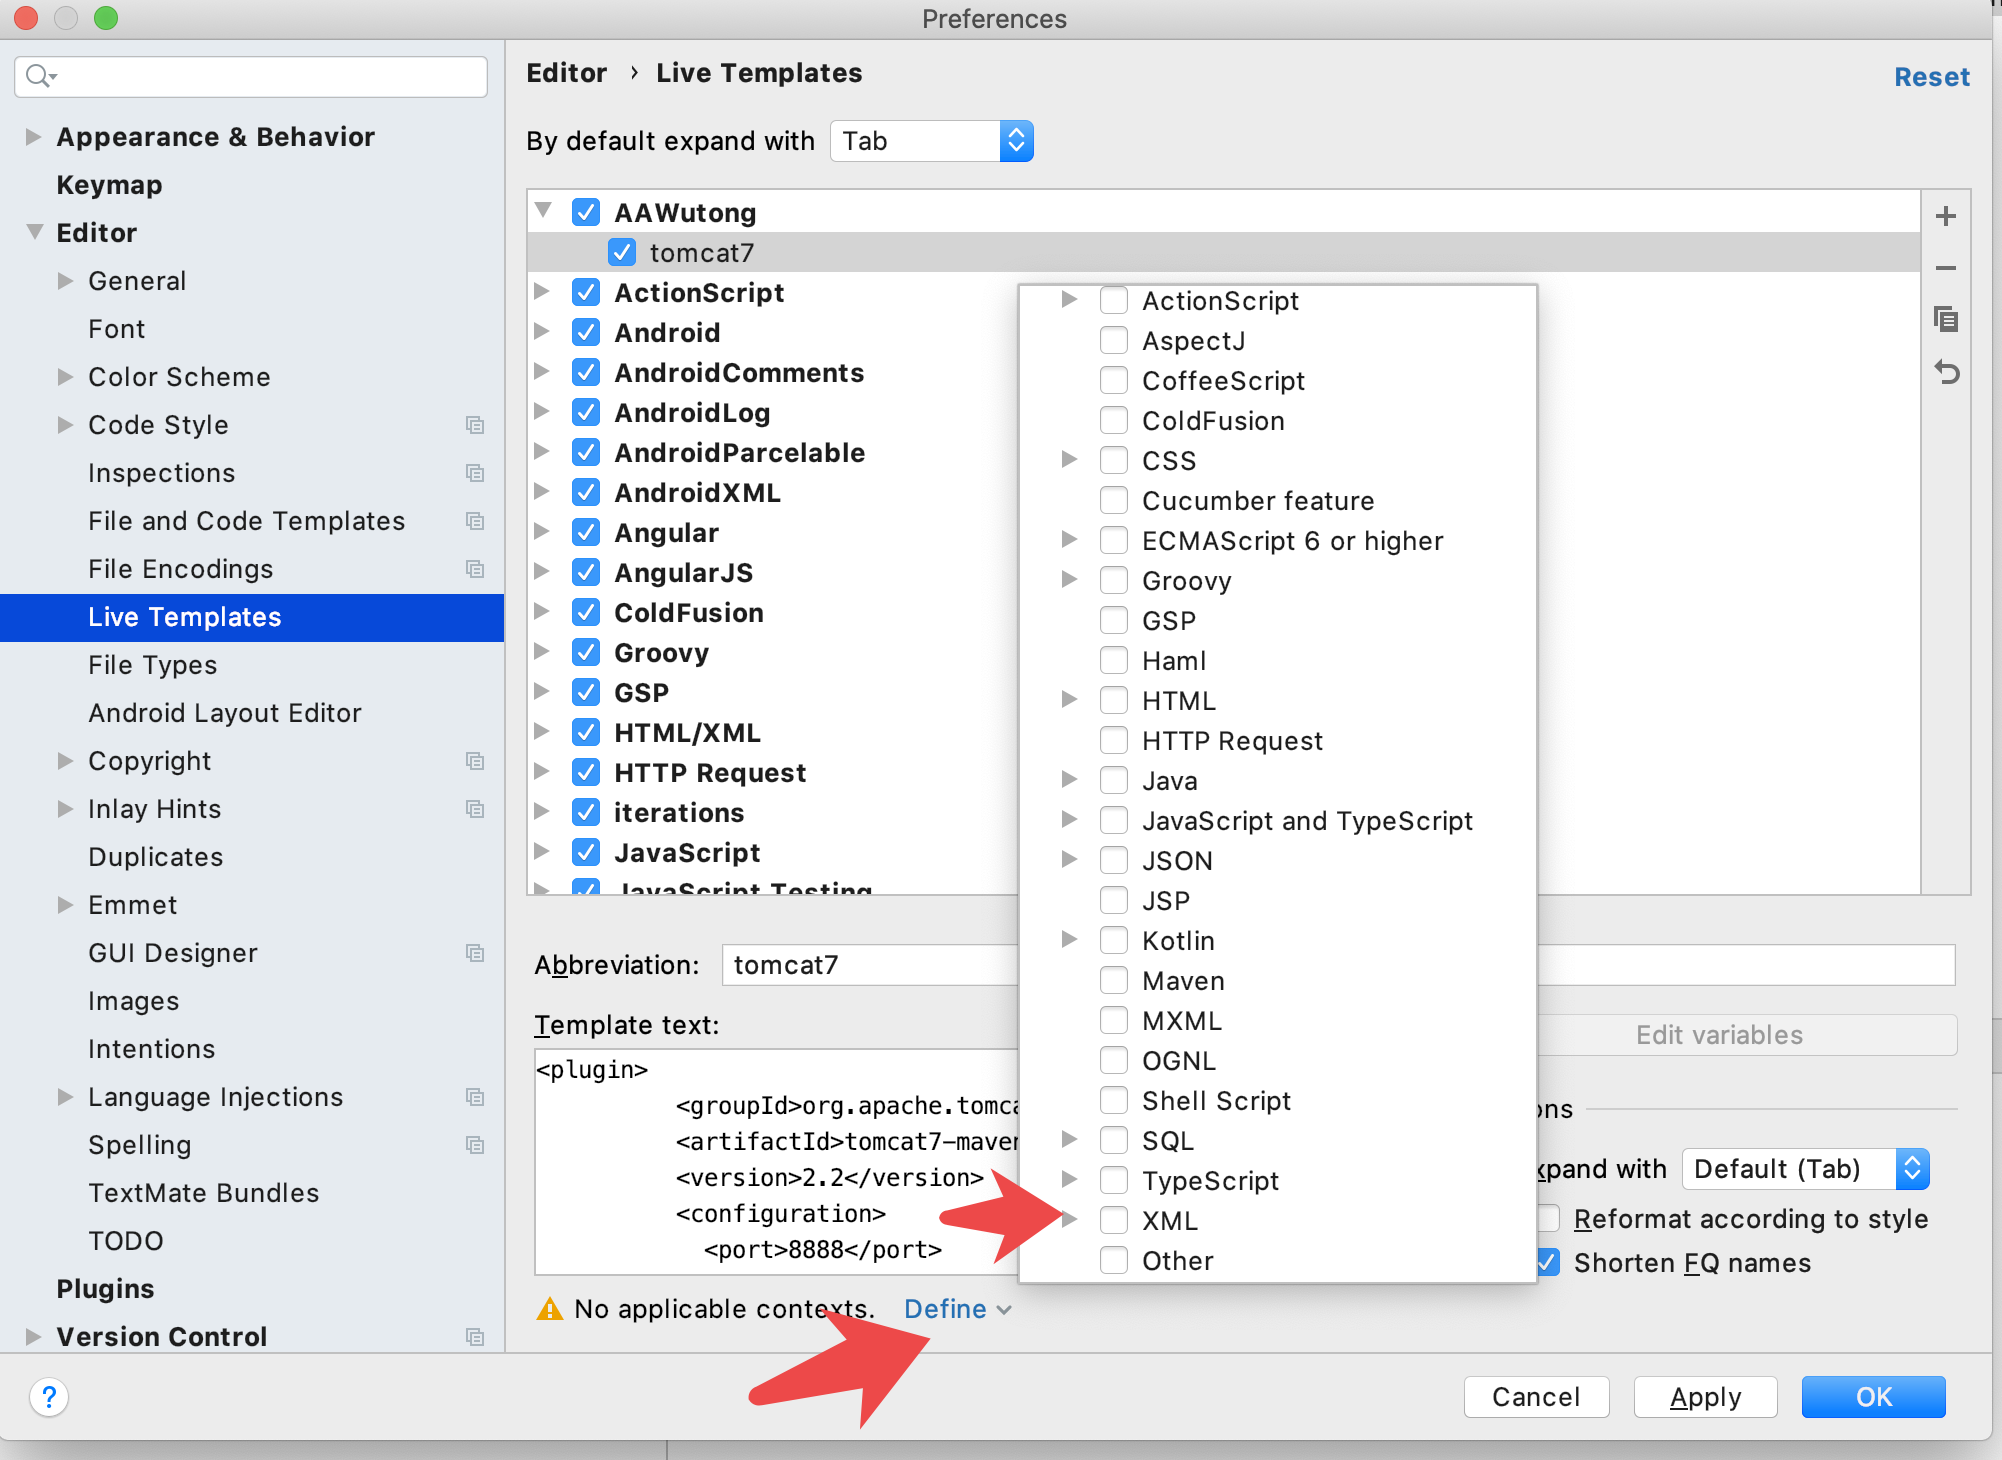 Preferences
Appearance & Behavior
Keymap
Editor
General
Font
Color Scheme
Code Style
Inspections
File and Code Templates
File Encodings
Live Templates
File Types
Android Layout Editor
Copyright
Inlay Hints
Duplicates
Emmet
GUI Designer
Images
Intentions
Language Injections
Spelling
TextMate Bundles
TODO
Plugins
Version Control
Editor › Live Templates
Reset
By default expand with Tab
AAWutong
tomcat7
ActionScript
Android
AndroidComments
AndroidLog
AndroidParcelable
AndroidXML
Angular
AngularJS
ColdFusion
Groovy
GSP
HTML/XML
HTTP Request
iterations
JavaScript
JavaScript Testing
ActionScript
AspectJ
CoffeeScript
ColdFusion
CSS
Cucumber feature
ECMAScript 6 or higher
Groovy
GSP
Haml
HTML
HTTP Request
Java
JavaScript and TypeScript
JSON
JSP
Kotlin
Maven
MXML
OGNL
Shell Script
SQL
TypeScript
XML
Other
Abbreviation: tomcat7
Template text:
<plugin>
<groupId>org.apache.tomca
<artifactId>tomcat7-maven
<version>2.2</version>
<configuration>
<port>8888</port>
Edit variables
ons
xpand with Default (Tab)
Reformat according to style
Shorten FQ names
No applicable contexts. Define
?
Cancel
Apply
OK